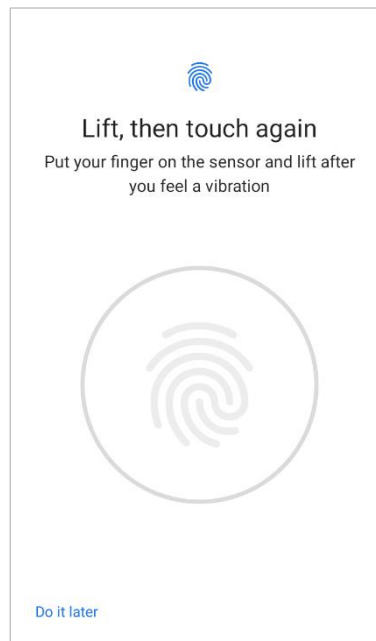 Lift, then touch again
Put your finger on the sensor and lift after
you feel a vibration
Do it later